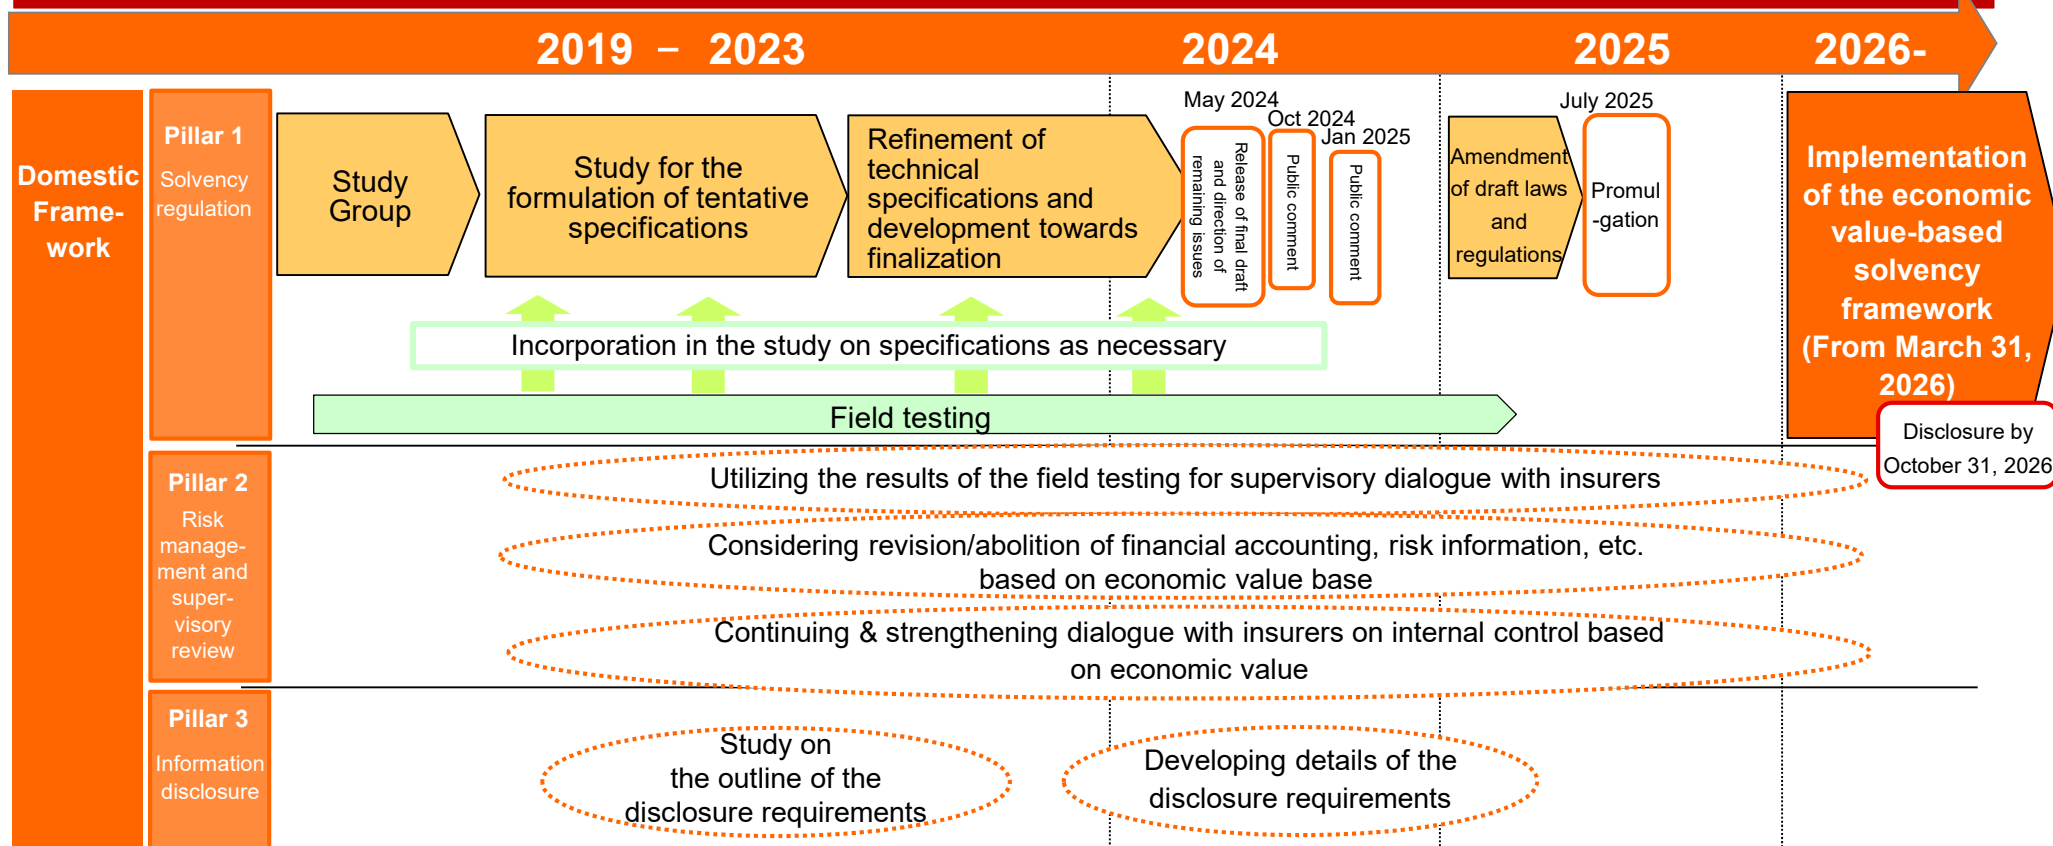 2019 – 2023
2024
2025
2026-
Domestic
Frame-
work
Pillar 1
Solvency
regulation
Study
Group
Study for the
formulation of tentative
specifications
Refinement of
technical
specifications and
development towards
finalization
May 2024
Release of final draft
and direction of
remaining issues
Oct 2024
Public comment
Jan 2025
Public comment
Amendment
of draft laws
and
regulations
July 2025
Promul
-gation
Implementation
of the economic
value-based
solvency
framework
(From March 31,
2026)
Incorporation in the study on specifications as necessary
Field testing
Disclosure by
October 31, 2026
Pillar 2
Risk
manage-
ment and
super-
visory
review
Utilizing the results of the field testing for supervisory dialogue with insurers
Considering revision/abolition of financial accounting, risk information, etc.
based on economic value base
Continuing & strengthening dialogue with insurers on internal control based
on economic value
Pillar 3
Information
disclosure
Study on
the outline of the
disclosure requirements
Developing details of the
disclosure requirements